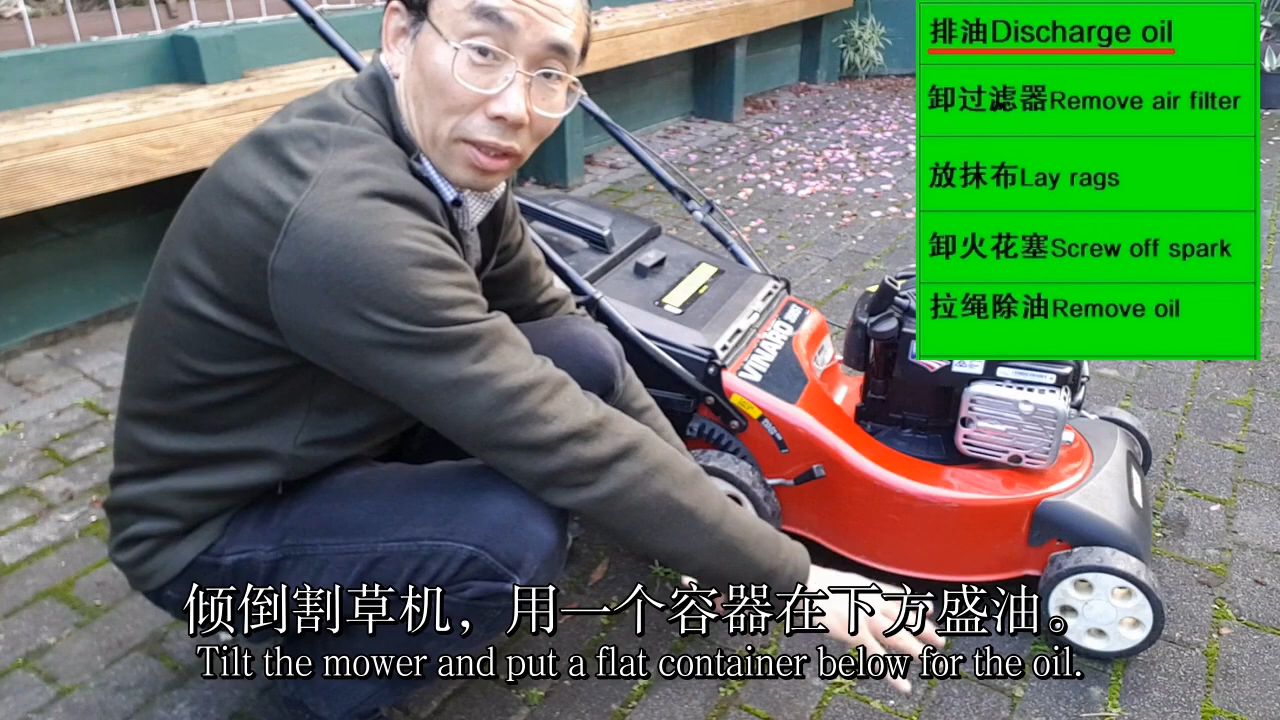 排油Discharge oil
卸过滤器Remove air filter
放抹布Lay rags
卸火花塞Screw off spark
拉绳除油Remove oil
VINARO
倾倒割草机，用一个容器在下方盛油。
Tilt the mower and put a flat container below for the oil.